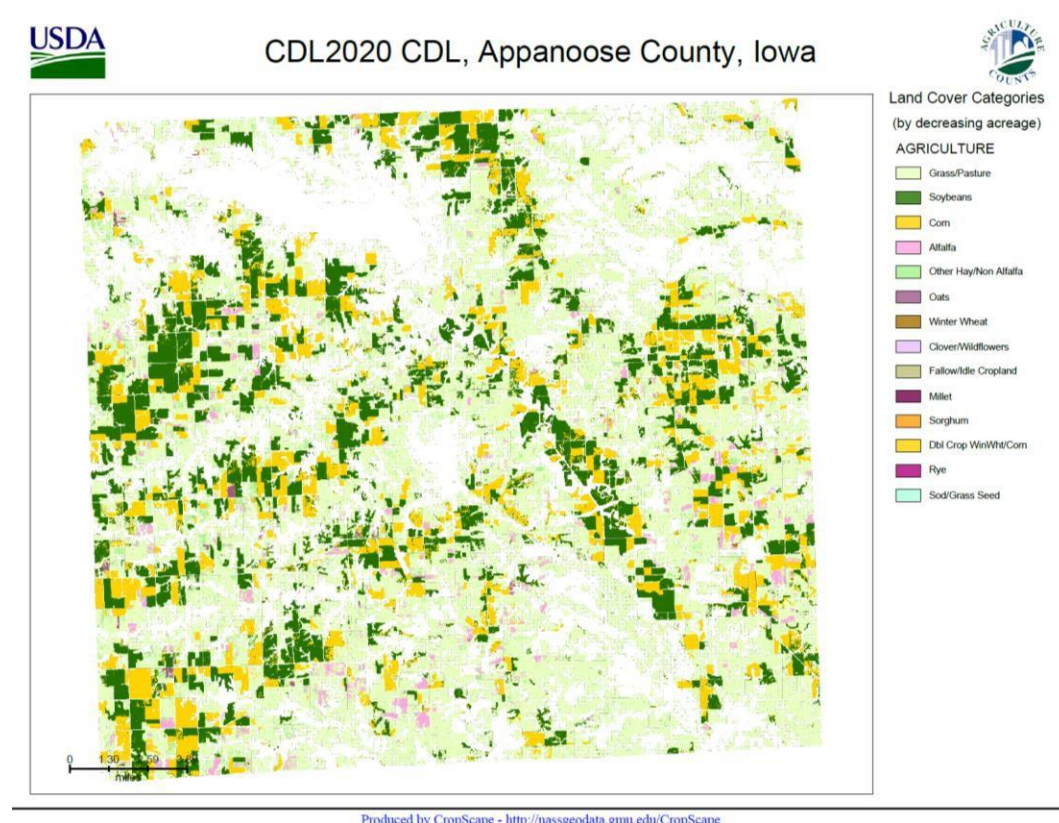 USDA
CDL2020 CDL, Appanoose County, Iowa
AGRICULTURE
COUNTS
Land Cover Categories
(by decreasing acreage)
AGRICULTURE
Grass/Pasture
Soybeans
Corn
Alfalfa
Other Hay/Non Alfalfa
Oats
Winter Wheat
Clover/Wildflowers
Fallow/Idle Cropland
Millet
Sorghum
Dbl Crop WinWht/Corn
Rye
Sod/Grass Seed
0 1.30
miles
Produced by CropScape - http://nassgeodata.gmu.edu/CropScape